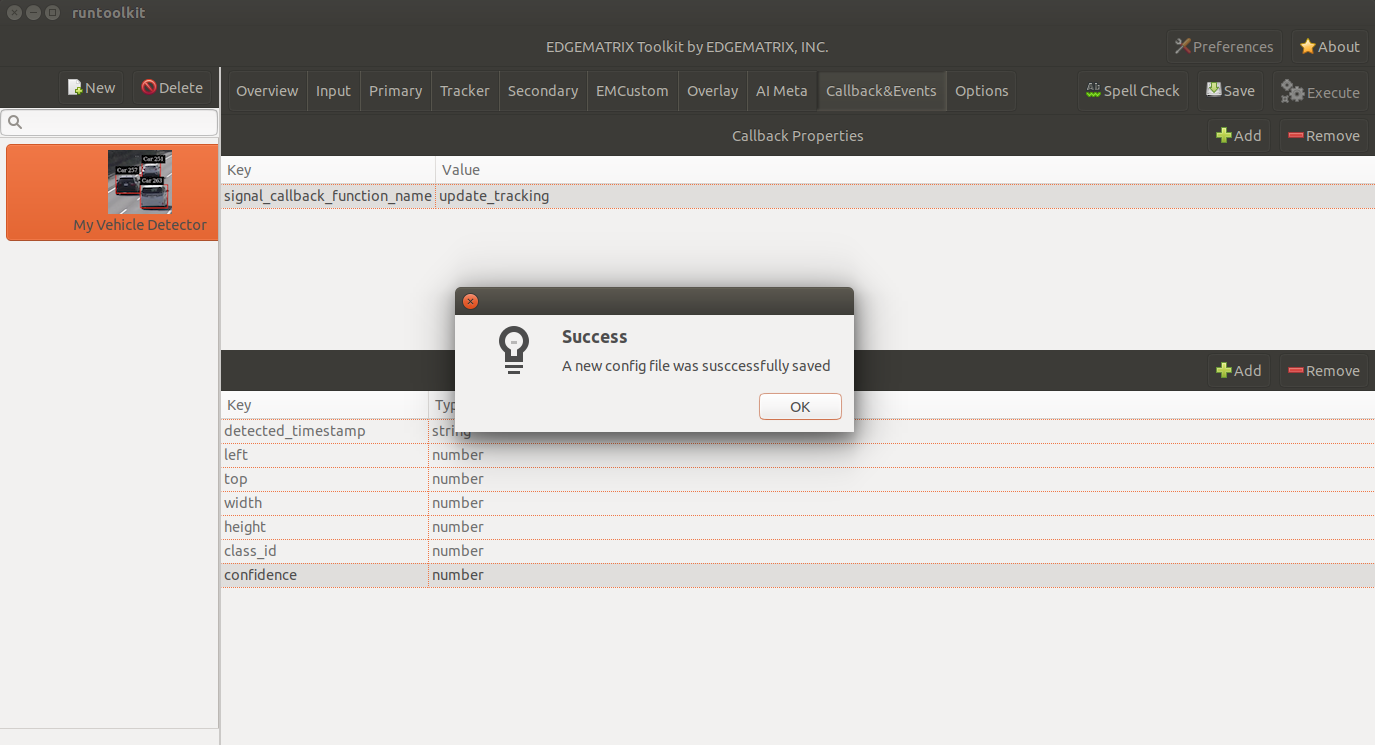 runtoolkit
EDGEMATRIX Toolkit by EDGEMATRIX, INC.
Preferences
About
New
Delete
Overview
Input
Primary
Tracker
Secondary
EMCustom
Overlay
AI Meta
Callback&Events
Options
Spell Check
Save
Execute
Callback Properties
Add
Remove
Key Value
signal_callback_function_name update_tracking
Car 251
Car 257
Car 263
My Vehicle Detector
Success
A new config file was susccessfully saved
OK
Add
Remove
Key Typ
detected_timestamp string
left number
top number
width number
height number
class_id number
confidence number